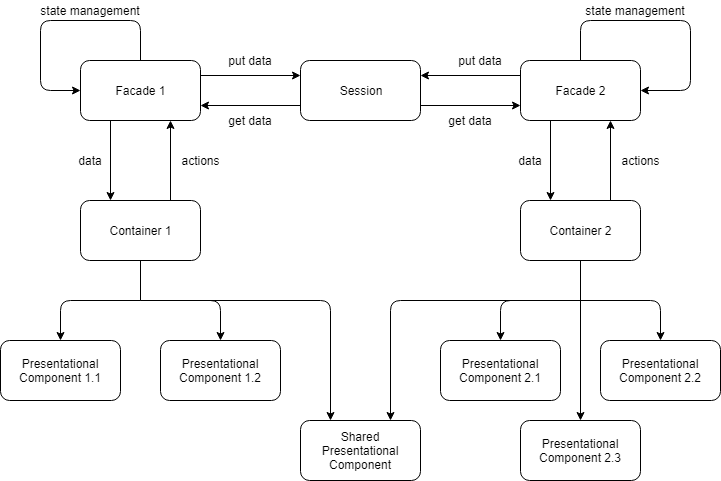 state management
state management
put data
put data
Facade 1
Session
Facade 2
get data
get data
data
actions
data
actions
Container 1
Container 2
Presentational
Component 1.1
Presentational
Component 1.2
Presentational
Component 2.1
Presentational
Component 2.2
Shared
Presentational
Component
Presentational
Component 2.3